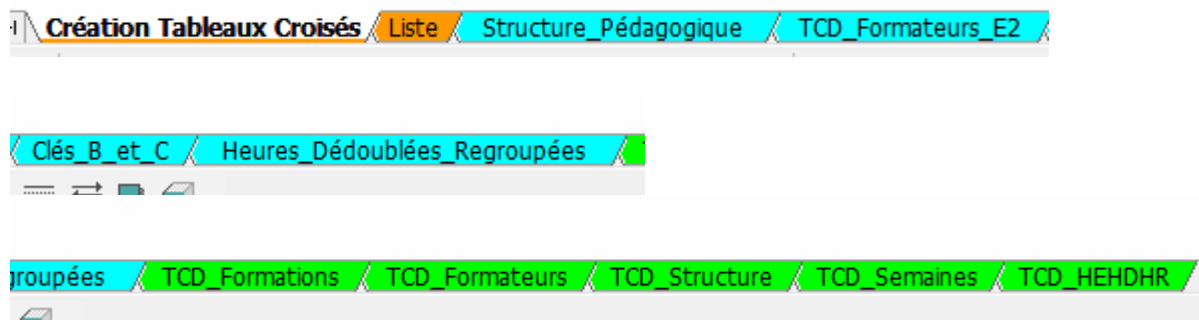 Création Tableaux Croisés Liste Structure_Pédagogique TCD_Formateurs_E2
Clés_B_et_C Heures_Dédoublées_Regroupées
groupées TCD_Formations TCD_Formateurs TCD_Structure TCD_Semaines TCD_HEHDHR